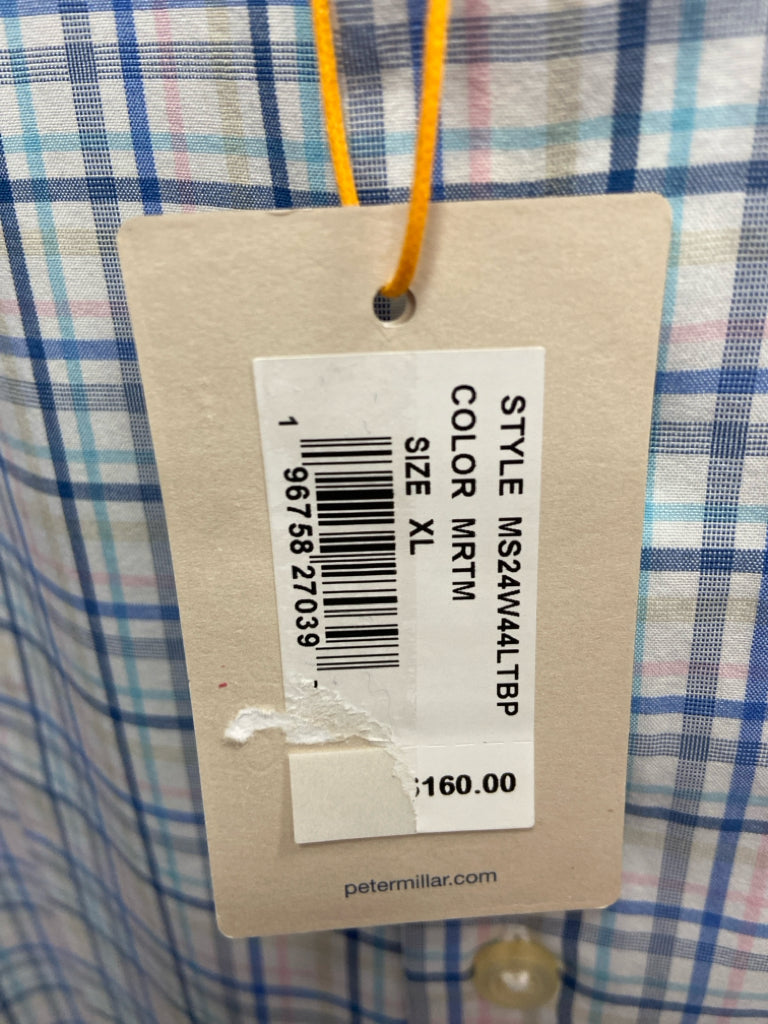 STYLE MS24W44LTBP
COLOR MRTM
SIZE XL
1 96758 27039
$160.00
petermillar.com